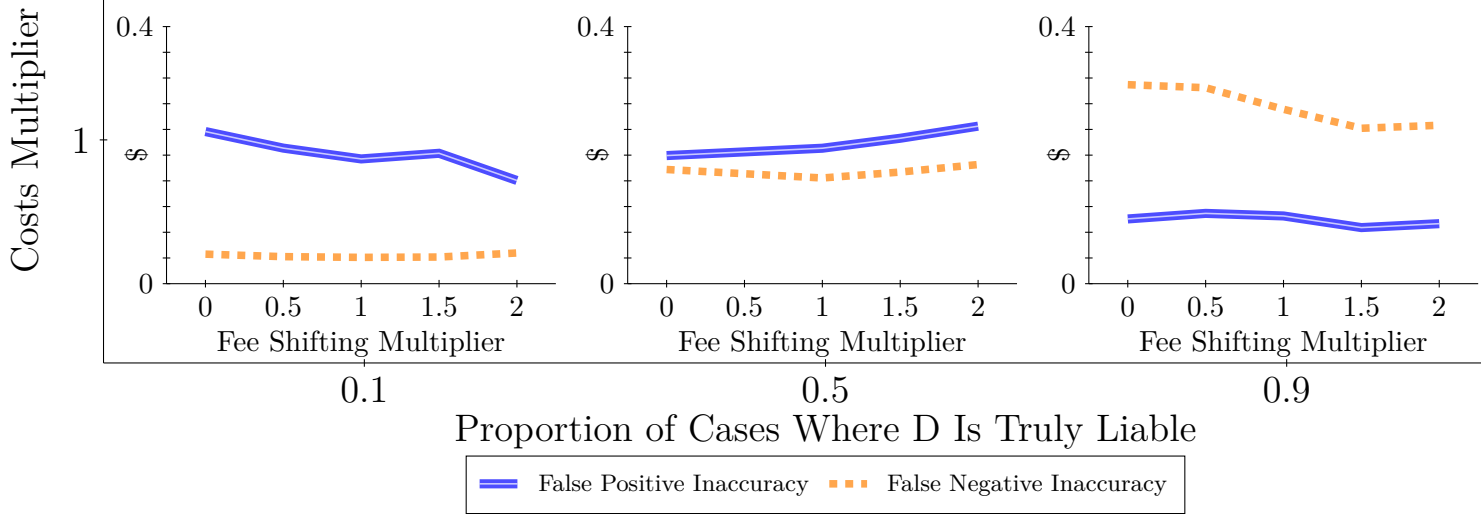 Costs Multiplier
1
0.4 0.4 0.4
$ $ $
0 0 0
0 0.5 1 1.5 2 0 0.5 1 1.5 2 0 0.5 1 1.5 2
Fee Shifting Multiplier Fee Shifting Multiplier Fee Shifting Multiplier
0.1 0.5 0.9
Proportion of Cases Where D Is Truly Liable
False Positive Inaccuracy False Negative Inaccuracy